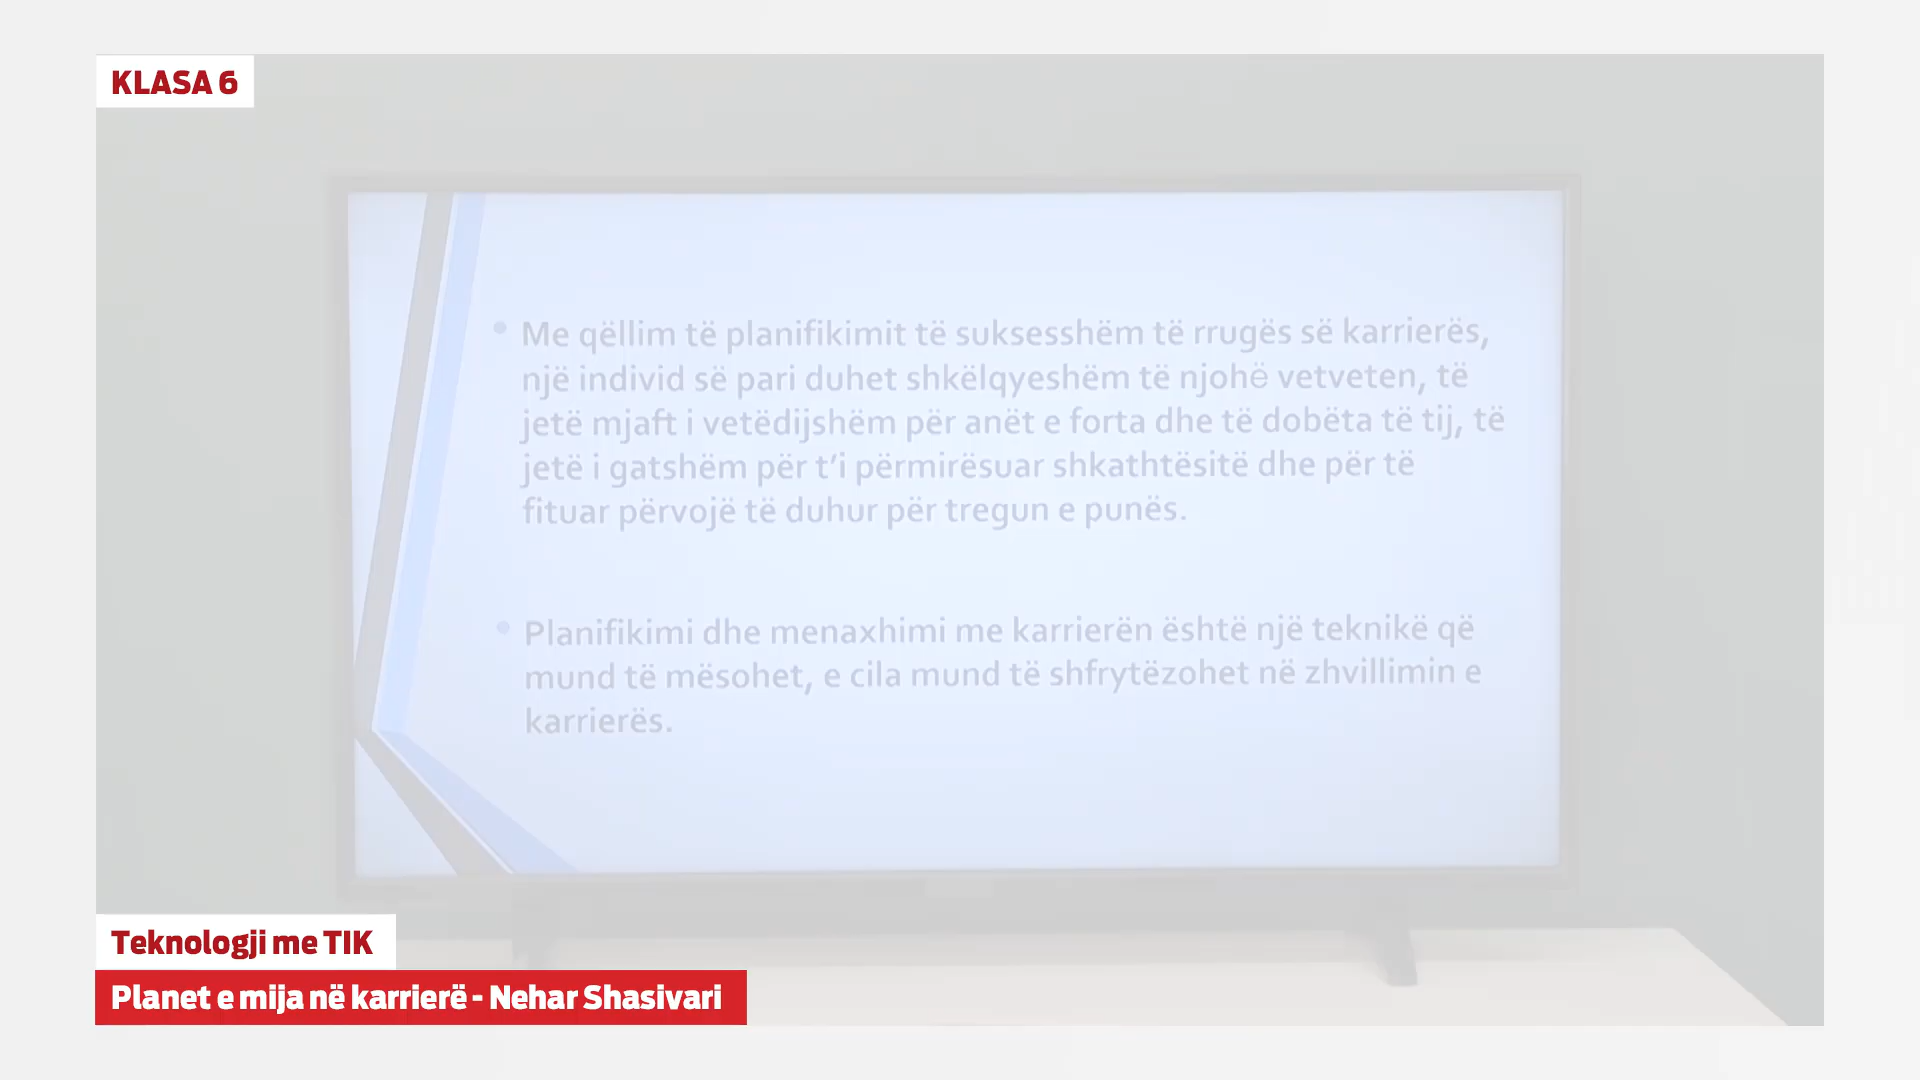 KLASA 6
• Me qëllim të planifikimit të suksesshëm të rrugës së karrierës,
një individ së pari duhet shkëlqyeshëm të njohë vetveten, të
jetë mjaft i vetëdijshëm për anët e forta dhe të dobëta të tij, të
jetë i gatshëm për t’i përmirësuar shkathtësitë dhe për të
fituar përvojë të duhur për tregun e punës.
• Planifikimi dhe menaxhimi me karrierën është një teknikë që
mund të mësohet, e cila mund të shfrytëzohet në zhvillimin e
karrierës.
Teknologji me TIK
Planet e mija në karrierë - Nehar Shasivari